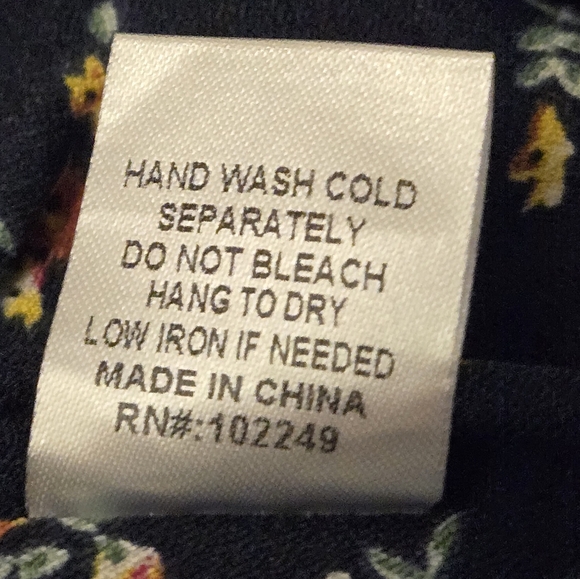 HAND WASH COLD
SEPARATELY
DO NOT BLEACH
HANG TO DRY
LOW IRON IF NEEDED
MADE IN CHINA
RN#:102249